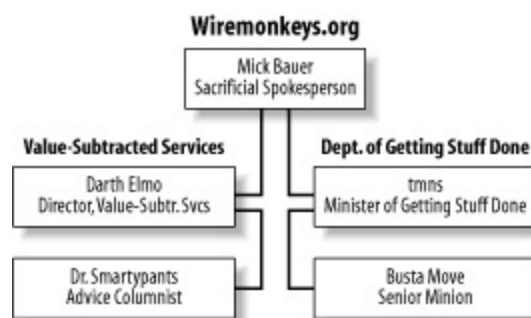 Wiremonkeys.org
Mick Bauer
Sacrificial Spokesperson
Value-Subtracted Services
Dept. of Getting Stuff Done
Darth Elmo
Director, Value-Subtr. Svcs
tmns
Minister of Getting Stuff Done
Dr. Smartypants
Advice Columnist
Busta Move
Senior Minion